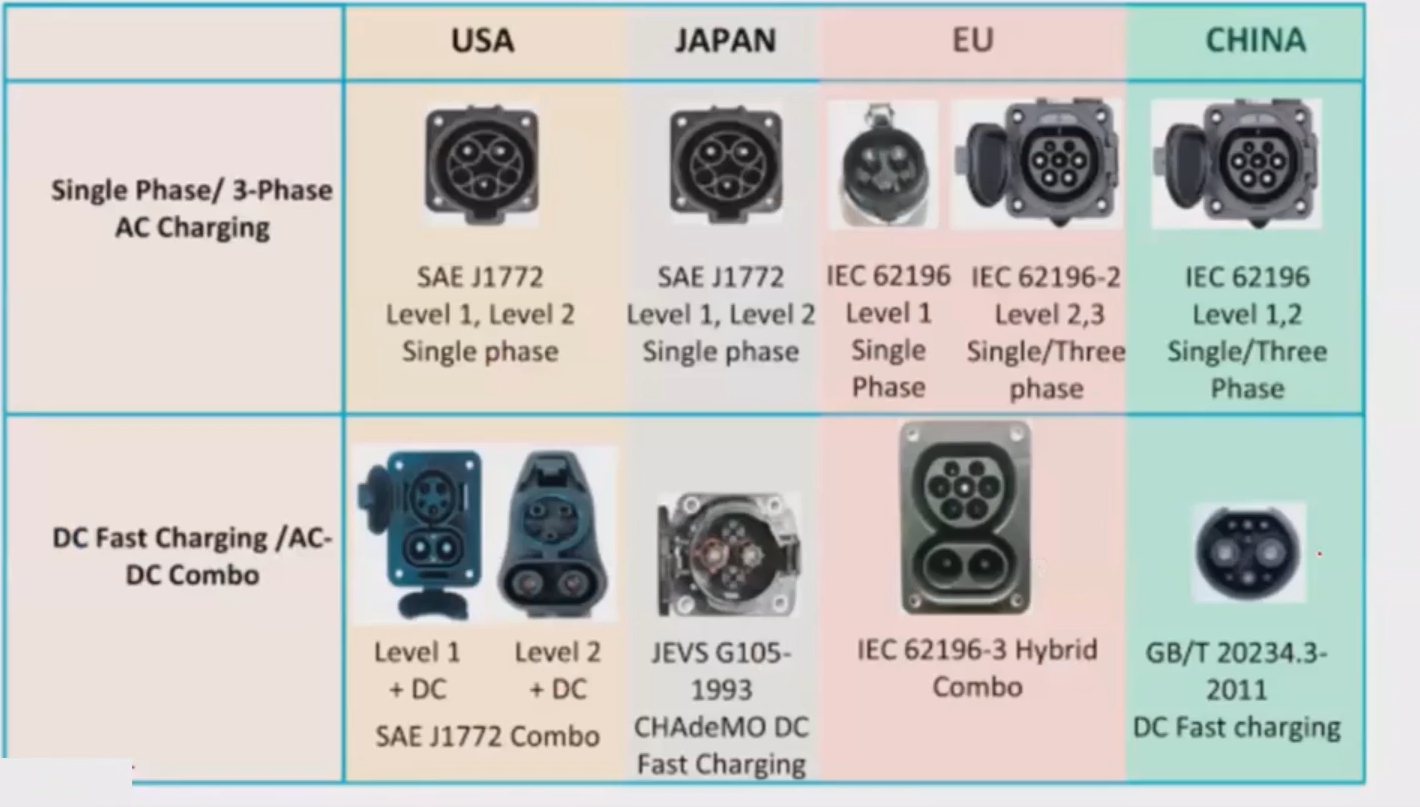 USA JAPAN EU CHINA
Single Phase/ 3-Phase
AC Charging
SAE J1772
Level 1, Level 2
Single phase
SAE J1772
Level 1, Level 2
Single phase
IEC 62196
Level 1
Single
Phase
IEC 62196-2
Level 2,3
Single/Three
phase
IEC 62196
Level 1,2
Single/Three
Phase
DC Fast Charging /AC-
DC Combo
Level 1
+ DC
Level 2
+ DC
SAE J1772 Combo
JEVS G105-
1993
CHAdeMO DC
Fast Charging
IEC 62196-3 Hybrid
Combo
GB/T 20234.3-
2011
DC Fast charging